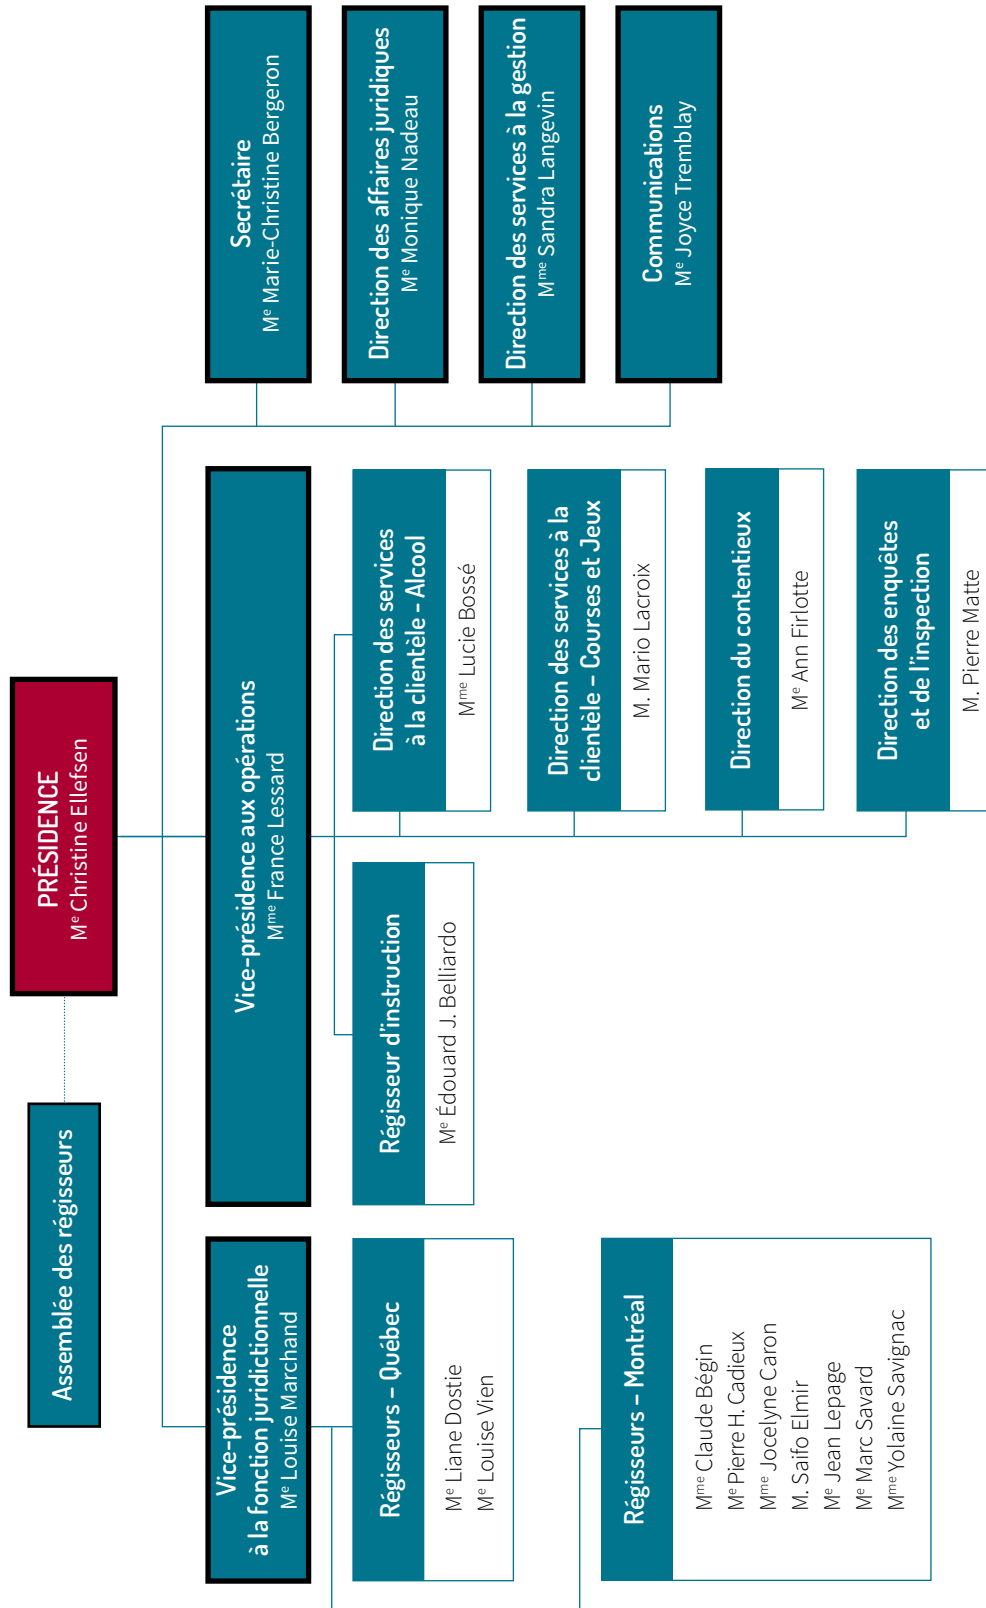 Assemblée des régisseurs
PRÉSIDENCE
Mᵉ Christine Ellefsen
Vice-présidence
à la fonction juridictionnelle
Mᵉ Louise Marchand
Vice-présidence aux opérations
Mᵐᵉ France Lessard
Secrétaire
Mᵉ Marie-Christine Bergeron
Direction des affaires juridiques
Mᵉ Monique Nadeau
Direction des services à la gestion
Mᵐᵉ Sandra Langevin
Communications
Mᵉ Joyce Tremblay
Régisseurs – Québec
Mᵉ Liane Dostie
Mᵉ Louise Vien
Régisseurs – Montréal
Mᵐᵉ Claude Bégin
Mᵉ Pierre H. Cadieux
Mᵐᵉ Jocelyne Caron
M. Saifo Elmir
Mᵉ Jean Lepage
Mᵉ Marc Savard
Mᵐᵉ Yolaine Savignac
Régisseur d'instruction
Mᵉ Édouard J. Belliardo
Direction des services
à la clientèle – Alcool
Mᵐᵉ Lucie Bossé
Direction des services à la
clientèle – Courses et Jeux
M. Mario Lacroix
Direction du contentieux
Mᵉ Ann Firlotte
Direction des enquêtes
et de l'inspection
M. Pierre Matte